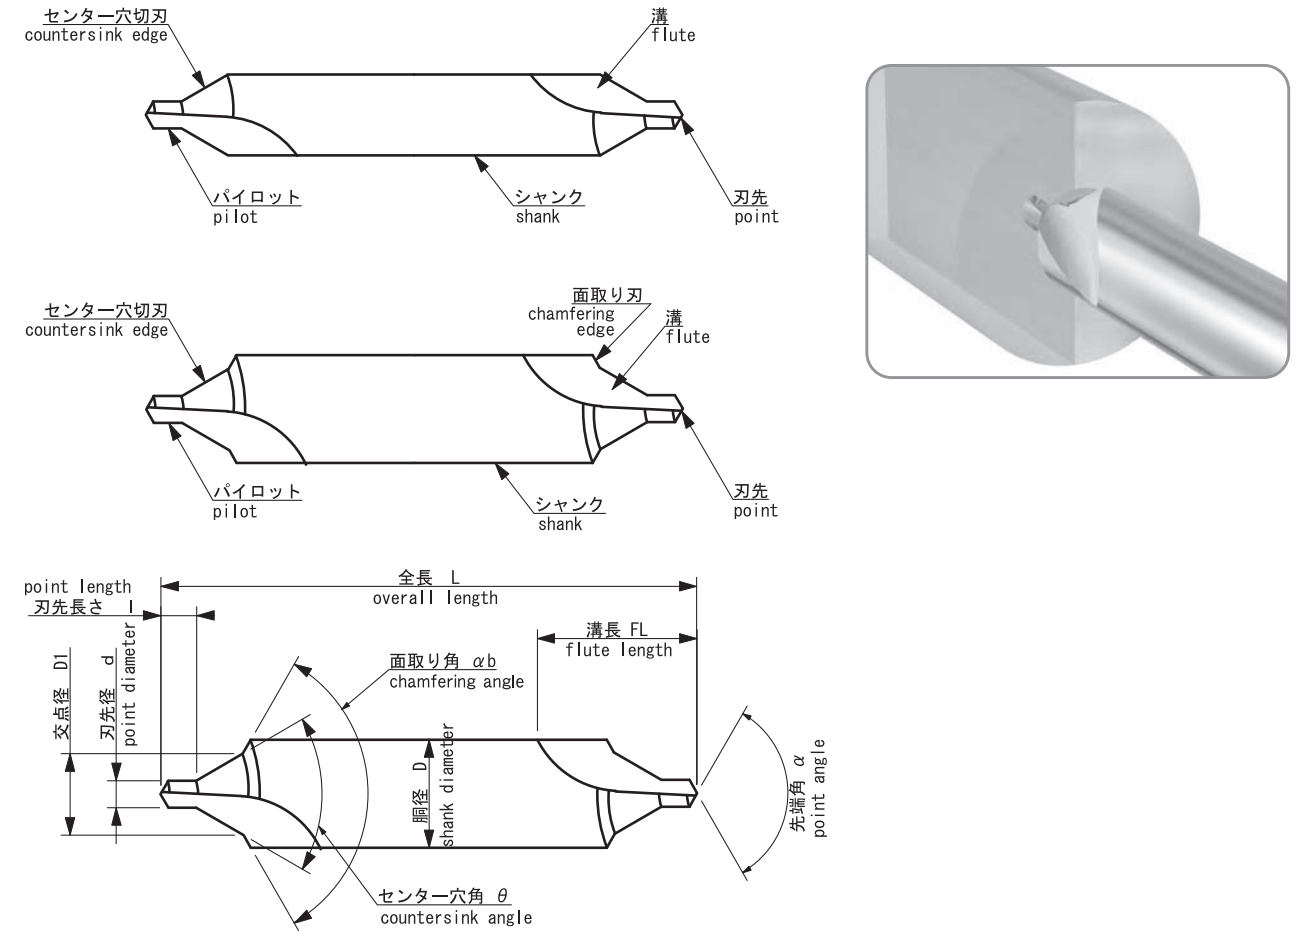 センター穴切刃
countersink edge
溝
flute
パイロット
pilot
シャンク
shank
刃先
point
センター穴切刃
countersink edge
面取り刃
chamfering
edge
溝
flute
パイロット
pilot
シャンク
shank
刃先
point
全長 L
overall length
point length
刃先長さ l
溝長 FL
flute length
交点径 D1
刃先径 d
point diameter
面取り角 αb
chamfering angle
胴径 D
shank diameter
先端角 α
point angle
センター穴角 θ
countersink angle